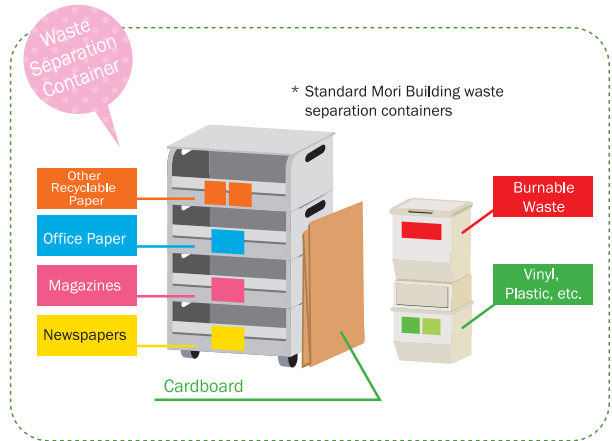 Waste
Separation
Container
* Standard Mori Building waste
separation containers
Other
Recyclable
Paper
Office Paper
Magazines
Newspapers
Cardboard
Burnable
Waste
Vinyl,
Plastic, etc.